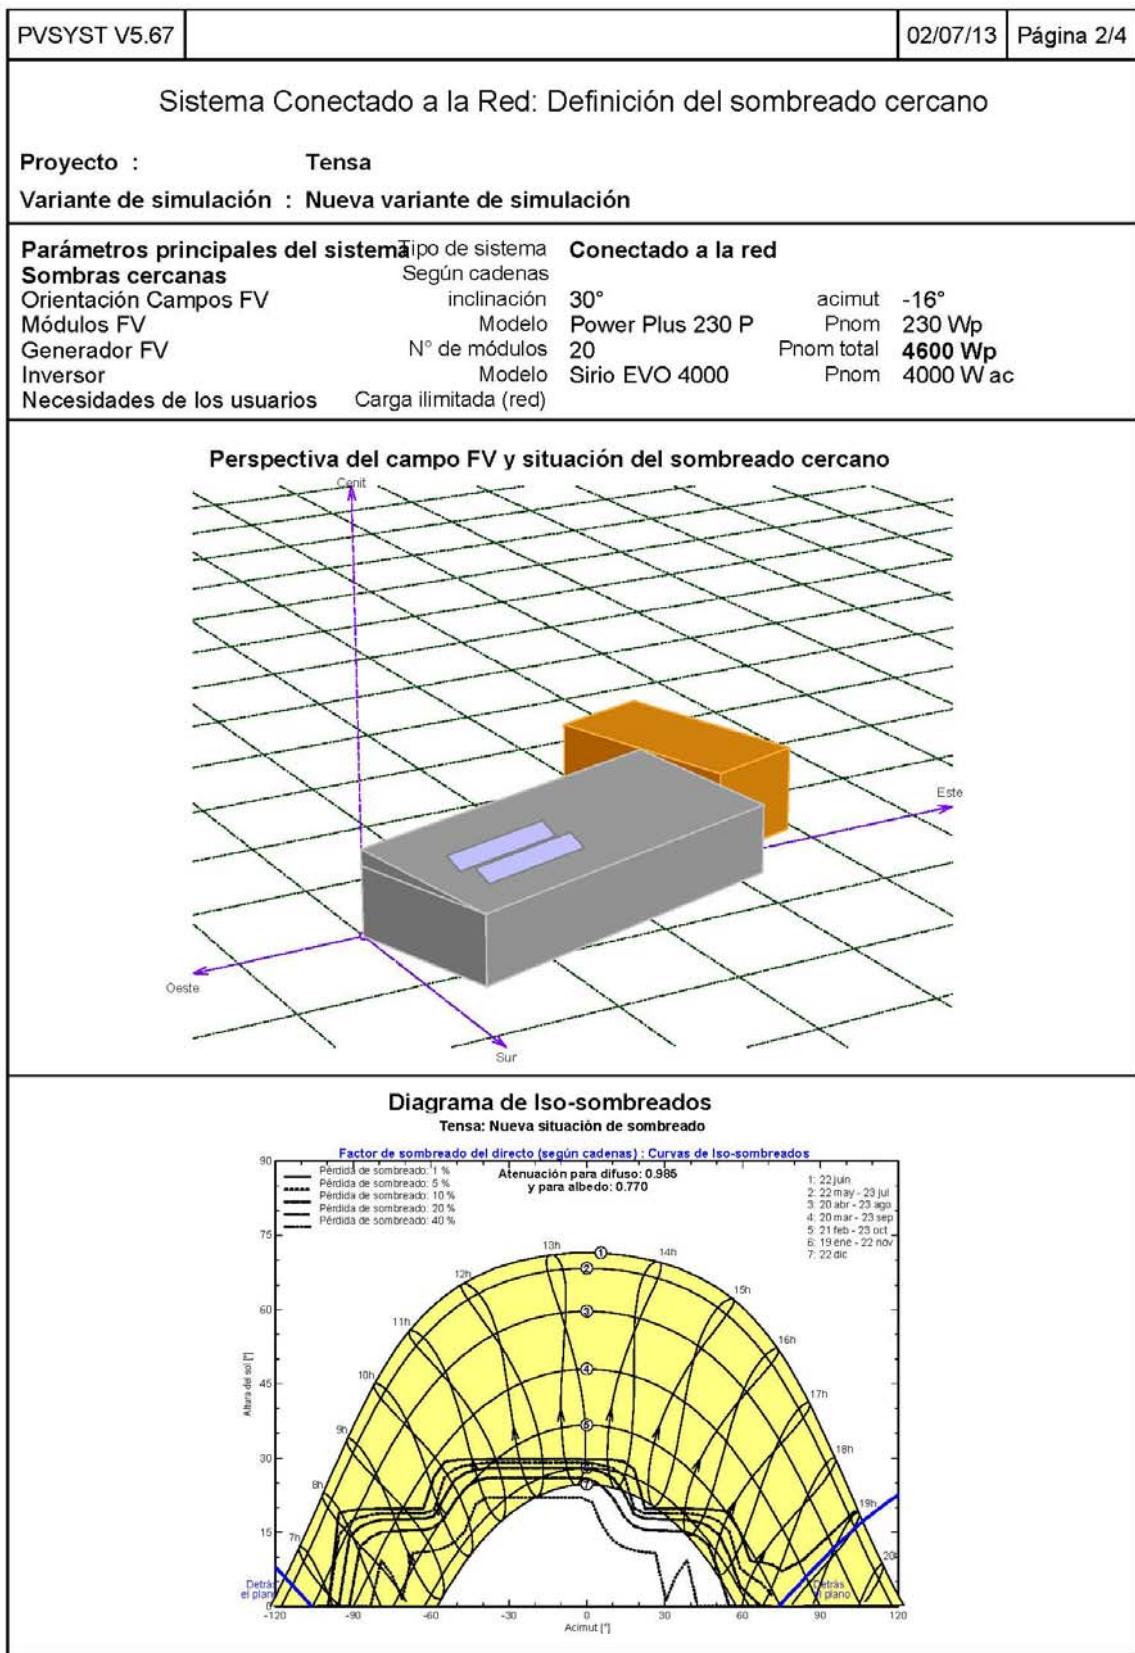 PVSYST V5.67 02/07/13 Página 2/4
Sistema Conectado a la Red: Definición del sombreado cercano
Proyecto : Tensa
Variante de simulación : Nueva variante de simulación
Parámetros principales del sistema Tipo de sistema Conectado a la red
Sombras cercanas Según cadenas
Orientación Campos FV inclinación 30° acimut -16°
Módulos FV Modelo Power Plus 230 P Pnom 230 Wp
Generador FV N° de módulos 20 Pnom total 4600 Wp
Inversor Modelo Sirio EVO 4000 Pnom 4000 W ac
Necesidades de los usuarios Carga ilimitada (red)
Perspectiva del campo FV y situación del sombreado cercano
Cenit
Este
Oeste
Sur
Diagrama de Iso-sombreados
Tensa: Nueva situación de sombreado
Factor de sombreado del directo (según cadenas) : Curvas de Iso-sombreados
Pérdida de sombreado: 1 %
Pérdida de sombreado: 5 %
Pérdida de sombreado: 10 %
Pérdida de sombreado: 20 %
Pérdida de sombreado: 40 %
Atenuación para difuso: 0.985
y para albedo: 0.770
1: 22 juin
2: 22 may - 23 jul
3: 20 abr - 23 ago
4: 20 mar - 23 sep
5: 21 feb - 23 oct
6: 19 ene - 22 nov
7: 22 dic
90
75
60
45
30
15
0
Altura del sol [°]
7h
8h
9h
10h
11h
12h
13h
14h
15h
16h
17h
18h
19h
20h
1
2
3
4
5
6
7
Detrás
el plano
Detrás
el plano
-120 -90 -60 -30 0 30 60 90 120
Acimut [°]